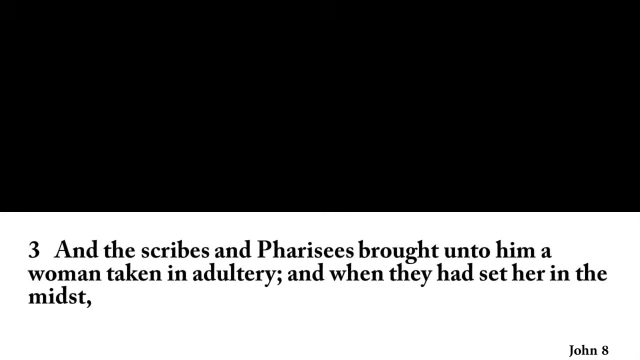 3 And the scribes and Pharisees brought unto him a
woman taken in adultery; and when they had set her in the
midst,
John 8